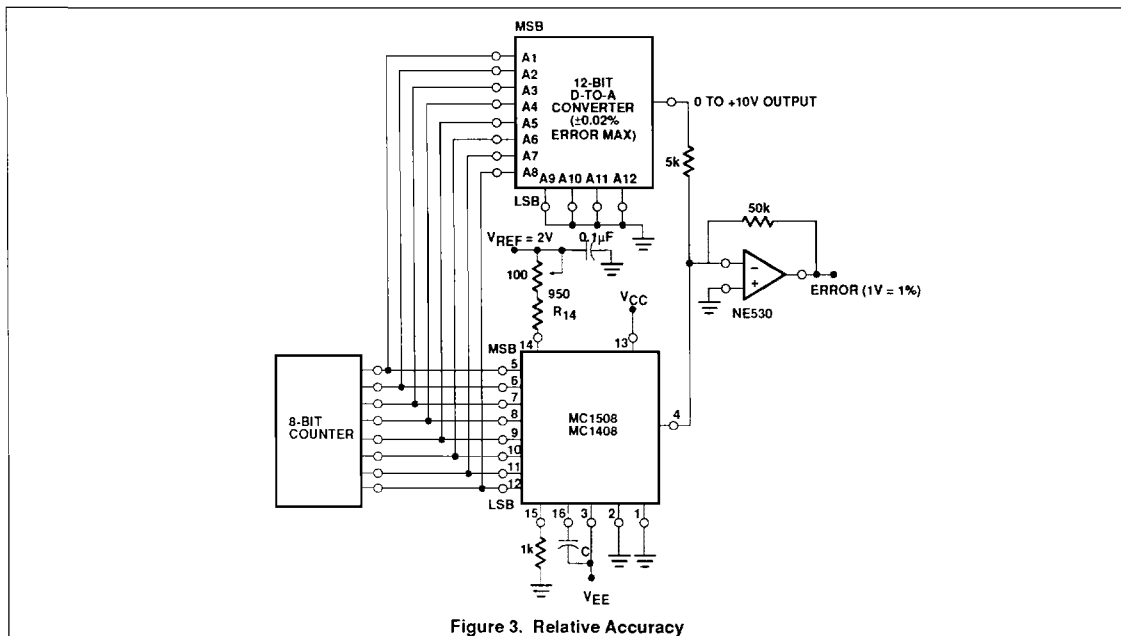 MSB
A1
A2
A3
A4
A5
A6
A7
A8
12-BIT
D-TO-A
CONVERTER
(±0.02%
ERROR MAX)
A9 A10 A11 A12
LSB
0 TO +10V OUTPUT
5k
50k
VREF = 2V
0.1µF
100
950
R14
VCC
−
+
NE530
ERROR (1V = 1%)
14
13
MSB
5
6
7
8
9
10
11
12
LSB
8-BIT
COUNTER
MC1508
MC1408
4
15 16 3 2 1
1k
C
VEE
Figure 3. Relative Accuracy